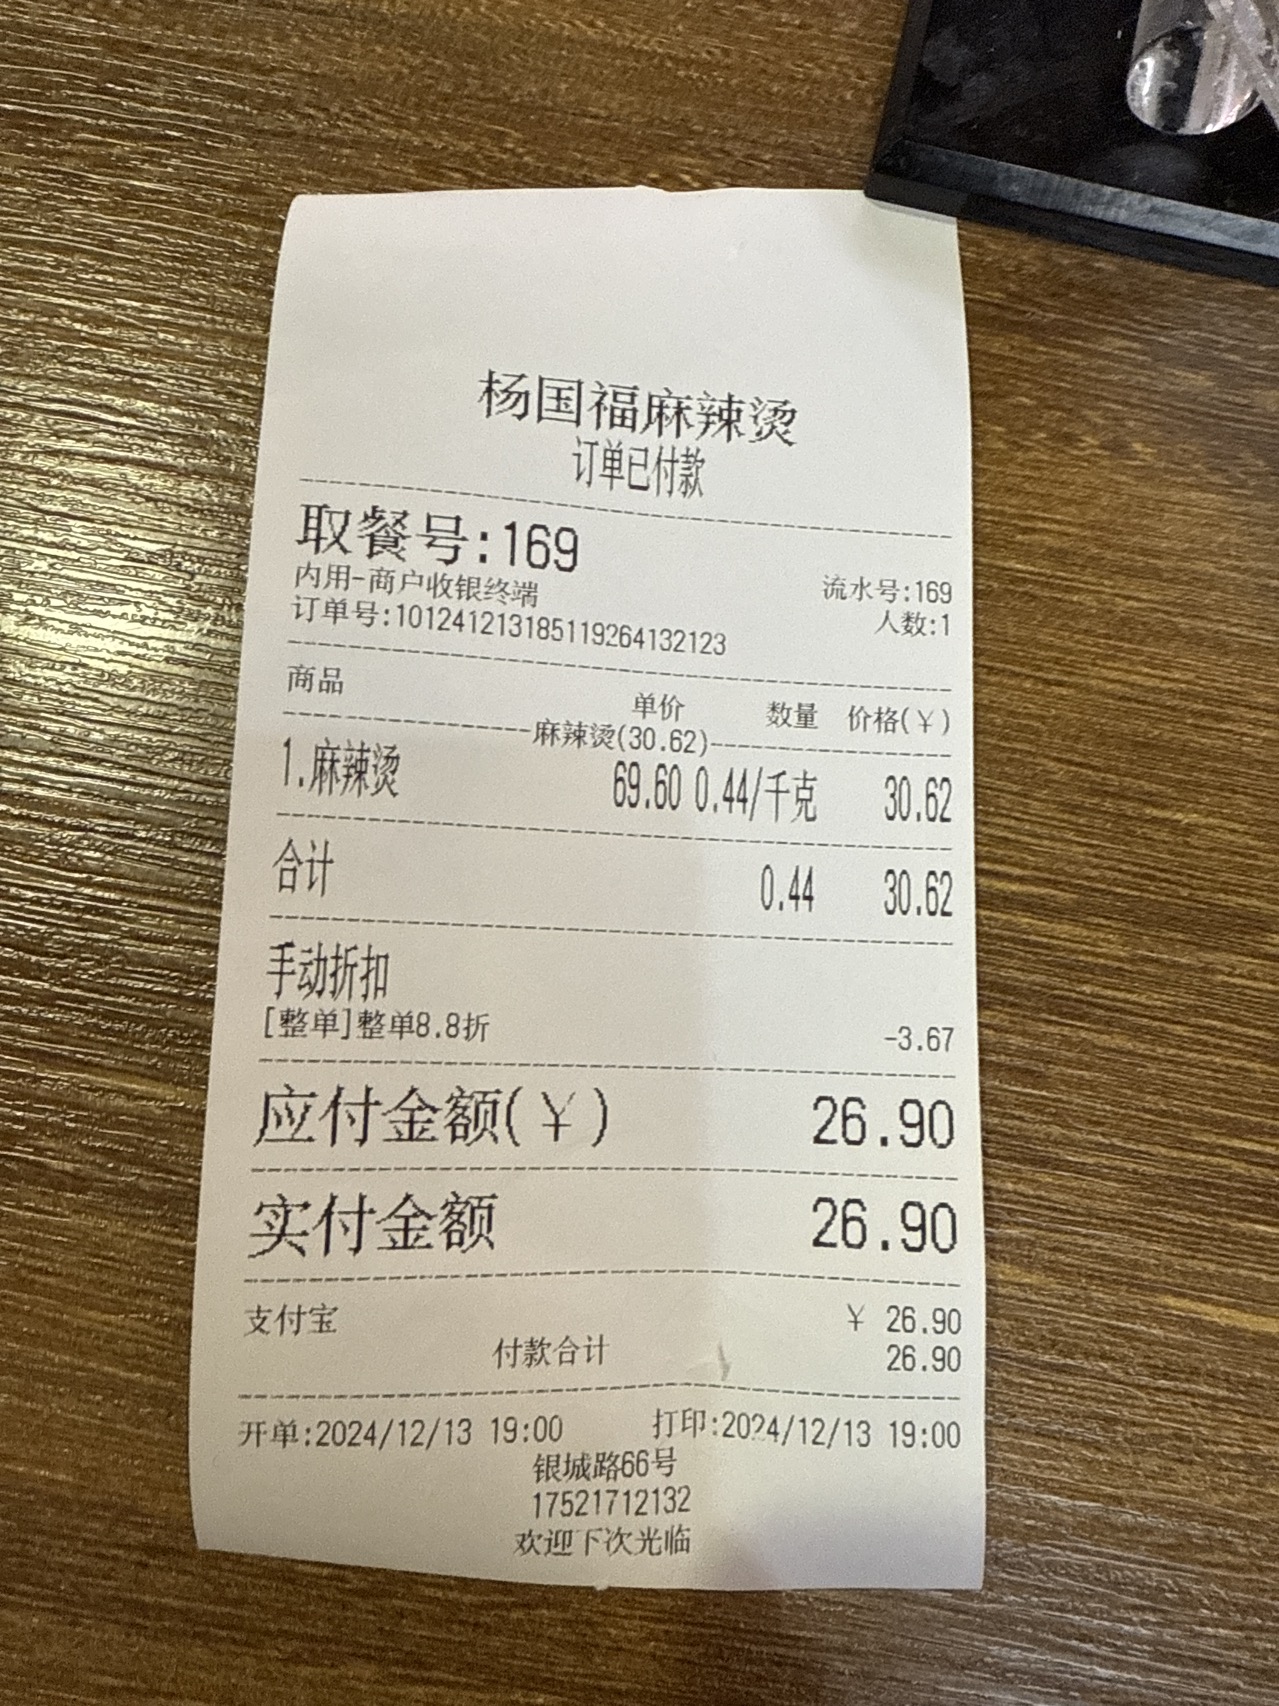 杨国福麻辣烫
订单已付款
取餐号:169
内用-商户收银终端 流水号:169
订单号:101241213185119264132123 人数:1
商品 单价 数量 价格(¥)
麻辣烫(30.62)
1.麻辣烫 69.60 0.44/千克 30.62
合计 0.44 30.62
手动折扣
[整单]整单8.8折 -3.67
应付金额(¥) 26.90
实付金额 26.90
支付宝 ¥ 26.90
付款合计 26.90
开单:2024/12/13 19:00 打印:2024/12/13 19:00
银城路66号
17521712132
欢迎下次光临